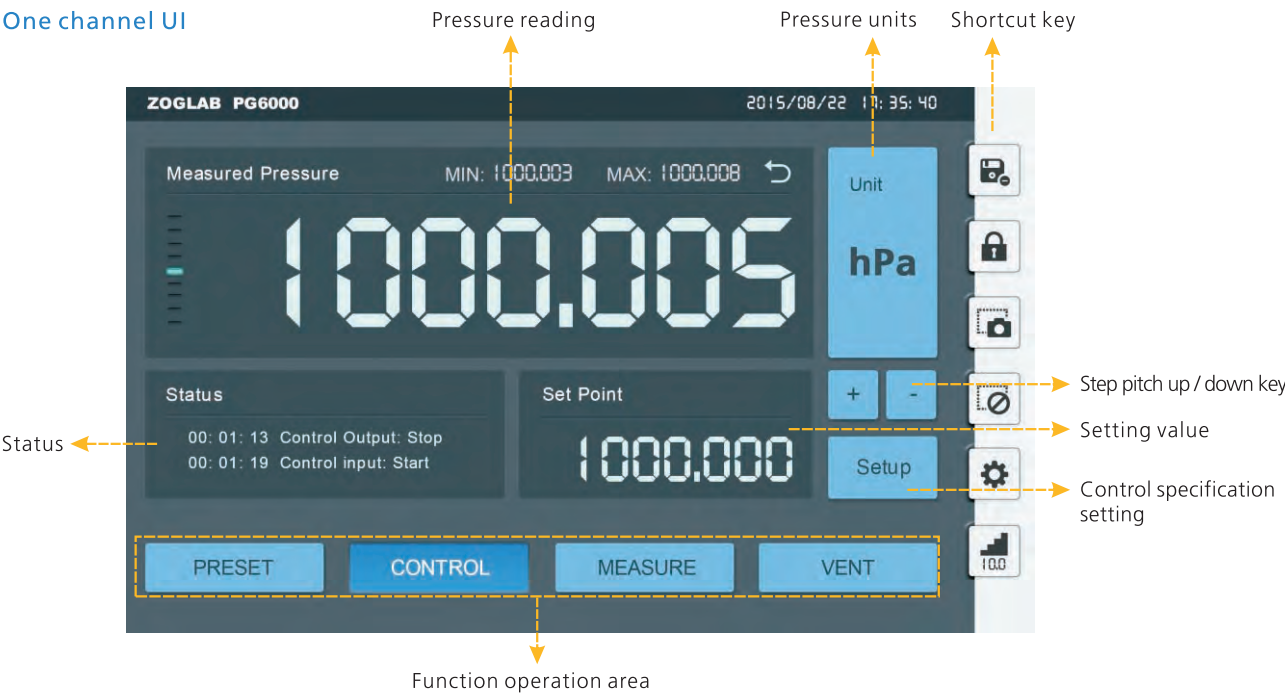 One channel UI
Pressure reading
Pressure units
Shortcut key
ZOGLAB PG6000
2015/08/22 17:35:40
Measured Pressure
MIN: 1000.003
MAX: 1000.008
1000.005
Unit
hPa
Status
00: 01: 13 Control Output: Stop
00: 01: 19 Control input: Start
Set Point
1000.000
+
-
Setup
10.0
PRESET
CONTROL
MEASURE
VENT
Step pitch up / down key
Setting value
Control specification
setting
Status
Function operation area